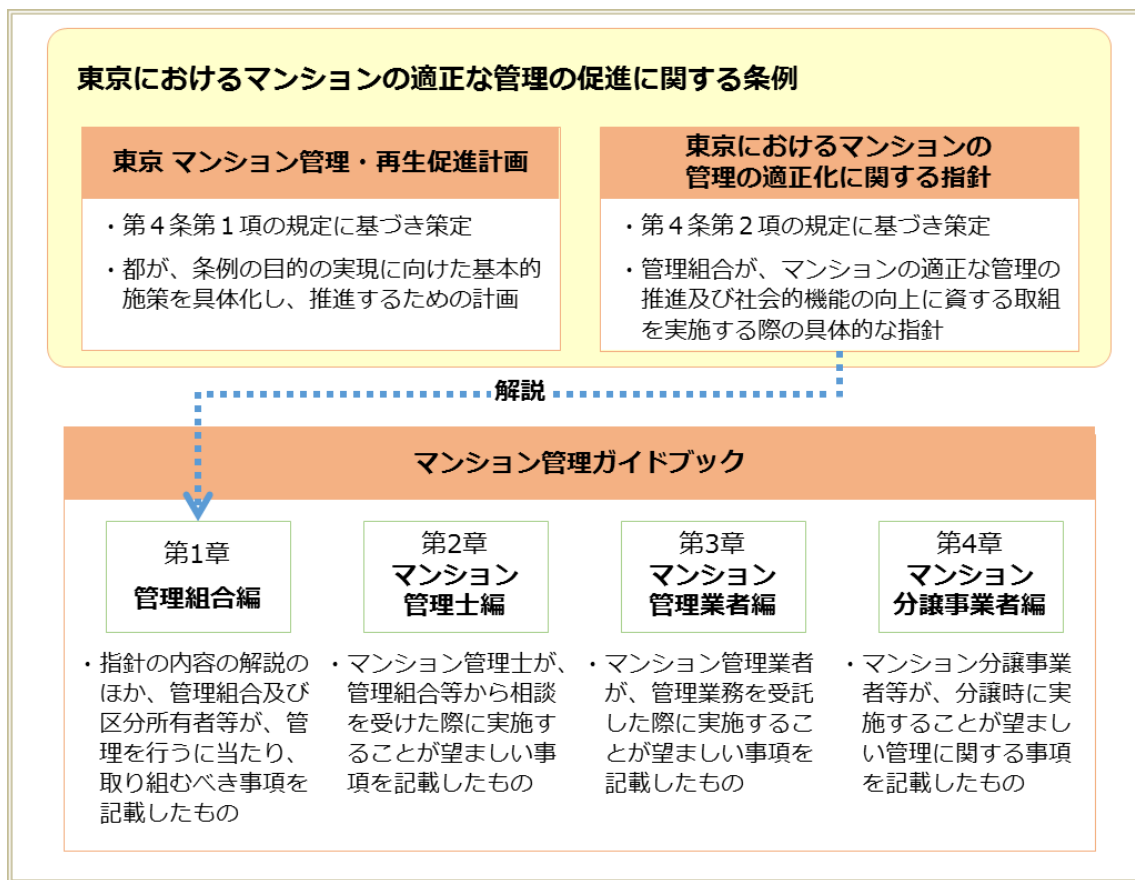 東京におけるマンションの適正な管理の促進に関する条例
東京 マンション管理・再生促進計画
・第４条第１項の規定に基づき策定
・都が、条例の目的の実現に向けた基本的
施策を具体化し、推進するための計画
東京におけるマンションの
管理の適正化に関する指針
・第４条第２項の規定に基づき策定
・管理組合が、マンションの適正な管理の
推進及び社会的機能の向上に資する取組
を実施する際の具体的な指針
解説
マンション管理ガイドブック
第1章
管理組合編
・指針の内容の解説の
ほか、管理組合及び
区分所有者等が、管
理を行うに当たり、
取り組むべき事項を
記載したもの
第2章
マンション
管理士編
・マンション管理士が、
管理組合等から相談
を受けた際に実施す
ることが望ましい事
項を記載したもの
第3章
マンション
管理業者編
・マンション管理業者
が、管理業務を受託
した際に実施するこ
とが望ましい事項を
記載したもの
第4章
マンション
分譲事業者編
・マンション分譲事業
者等が、分譲時に実
施することが望まし
い管理に関する事項
を記載したもの